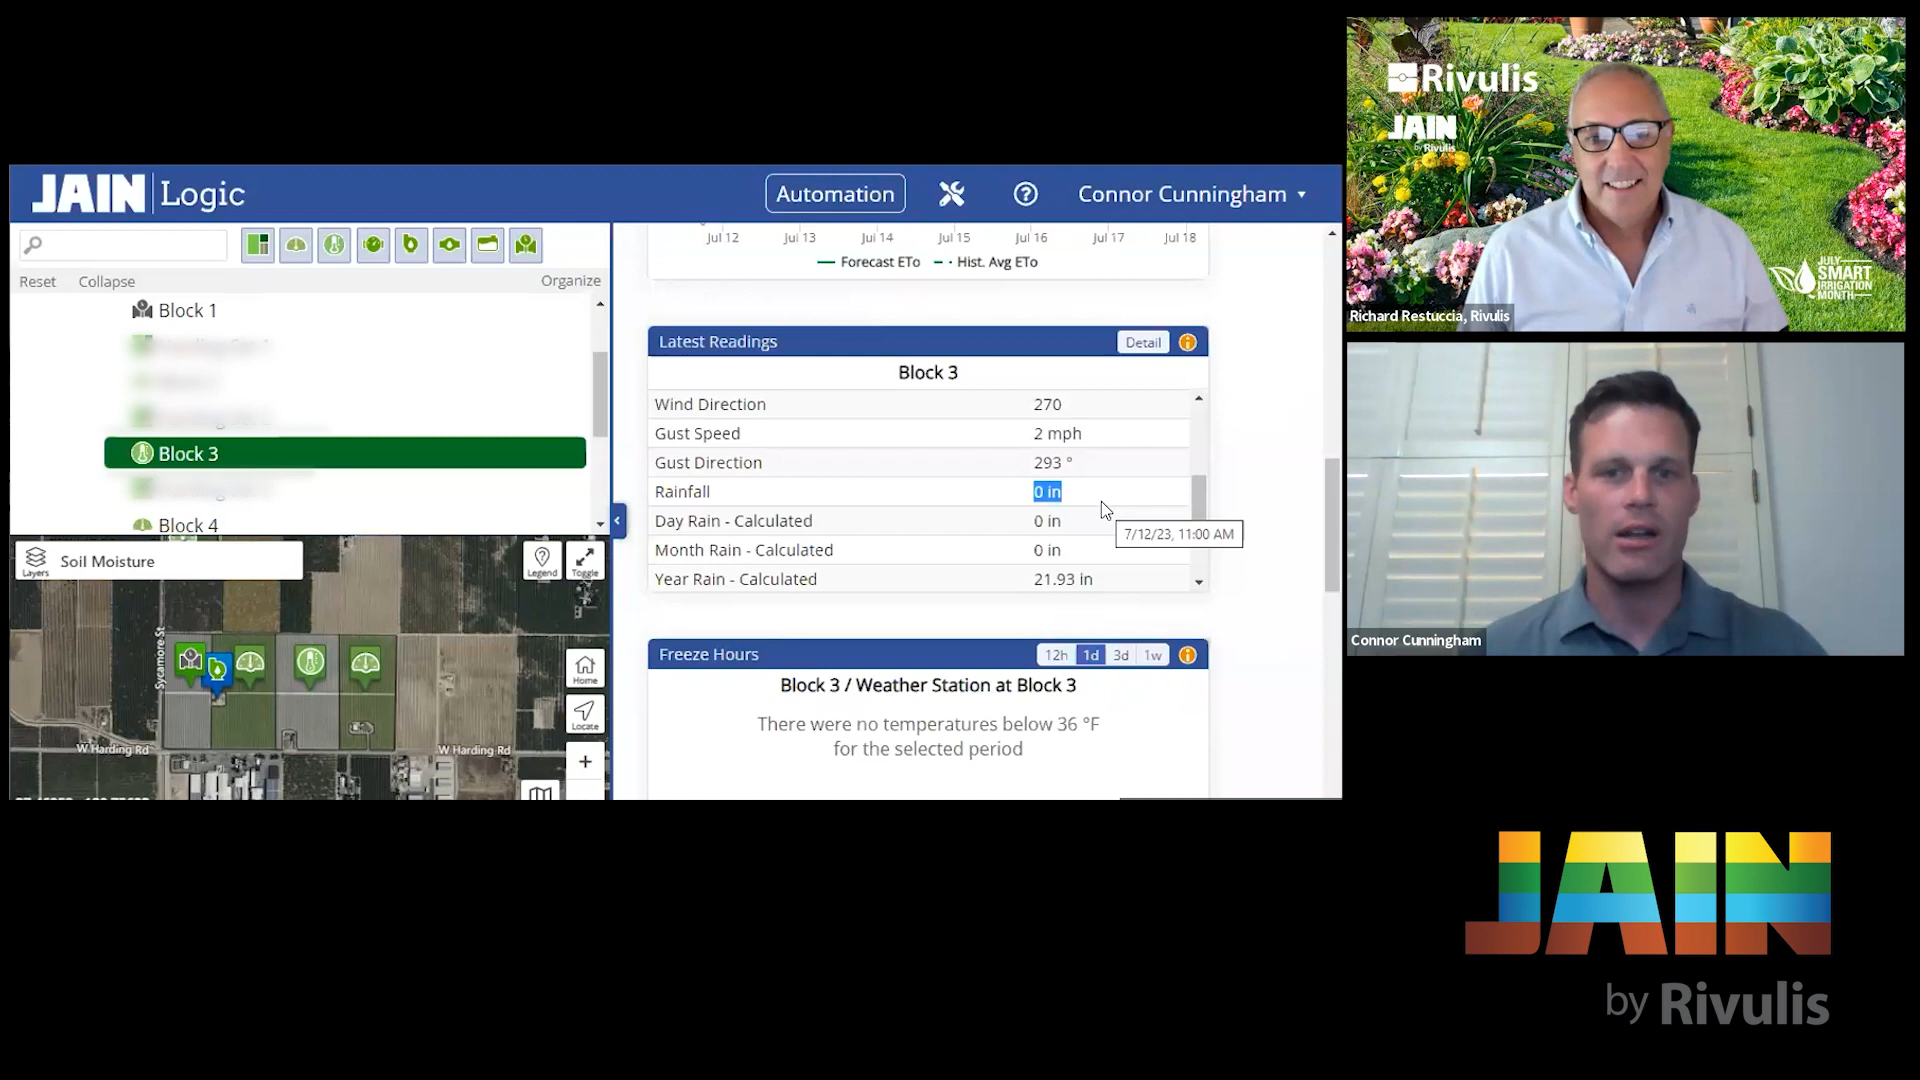 JAIN Logic
Automation
Connor Cunningham
Reset
Collapse
Organize
Block 1
Block 3
Block 4
Layers
Soil Moisture
Legend
Toggle
Sycamore St
W Harding Rd
W Harding Rd
Home
Locate
+
Jul 12 Jul 13 Jul 14 Jul 15 Jul 16 Jul 17 Jul 18
Forecast ETo
Hist. Avg ETo
Latest Readings
Detail
Block 3
Wind Direction 270
Gust Speed 2 mph
Gust Direction 293 °
Rainfall 0 in
Day Rain - Calculated 0 in
7/12/23, 11:00 AM
Month Rain - Calculated 0 in
Year Rain - Calculated 21.93 in
Freeze Hours
12h 1d 3d 1w
Block 3 / Weather Station at Block 3
There were no temperatures below 36 °F
for the selected period
Rivulis
JAIN
by Rivulis
JULY
SMART
IRRIGATION
MONTH
Richard Restuccia, Rivulis
Connor Cunningham
JAIN
by Rivulis